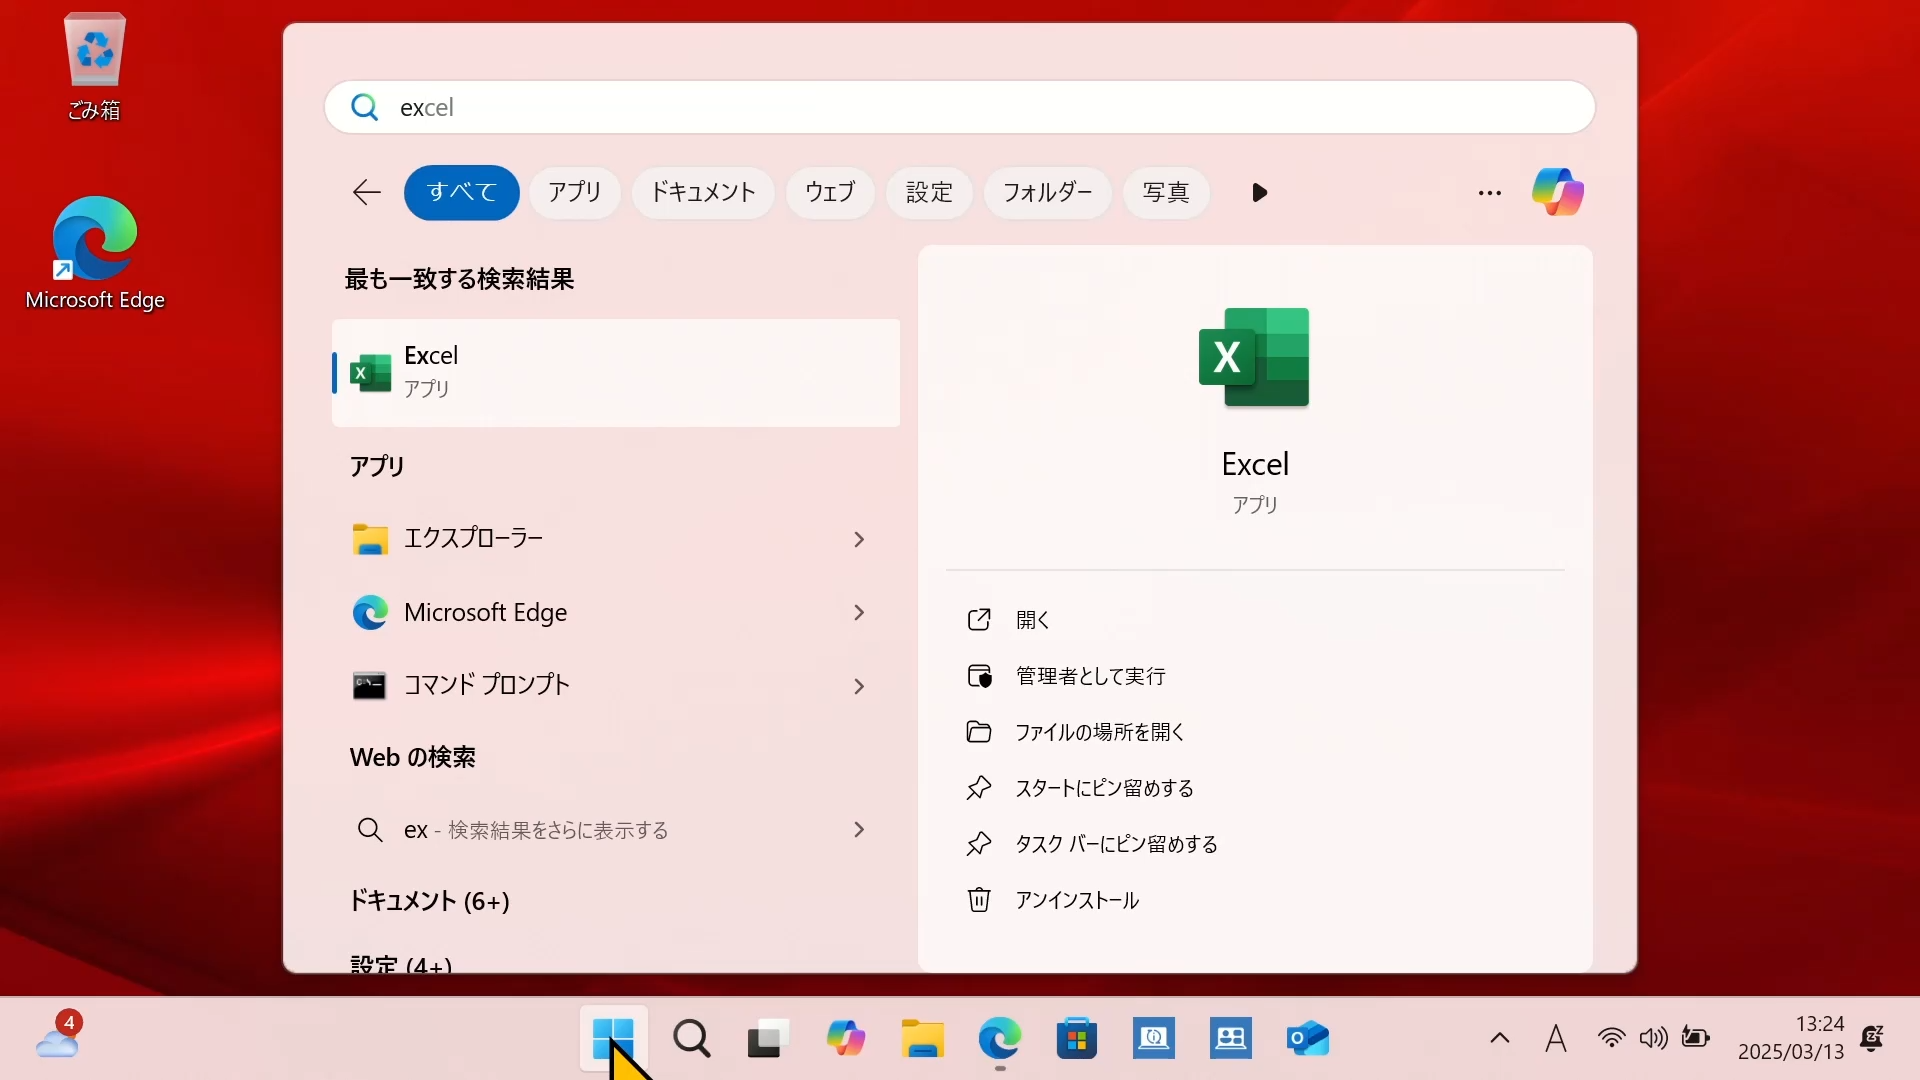 ごみ箱
Microsoft Edge
excel
すべて
アプリ
ドキュメント
ウェブ
設定
フォルダー
写真
最も一致する検索結果
Excel
アプリ
アプリ
エクスプローラー
Microsoft Edge
コマンド プロンプト
Web の検索
ex - 検索結果をさらに表示する
ドキュメント (6+)
設定 (4+)
Excel
アプリ
開く
管理者として実行
ファイルの場所を開く
スタートにピン留めする
タスク バーにピン留めする
アンインストール
4
A
13:24
2025/03/13